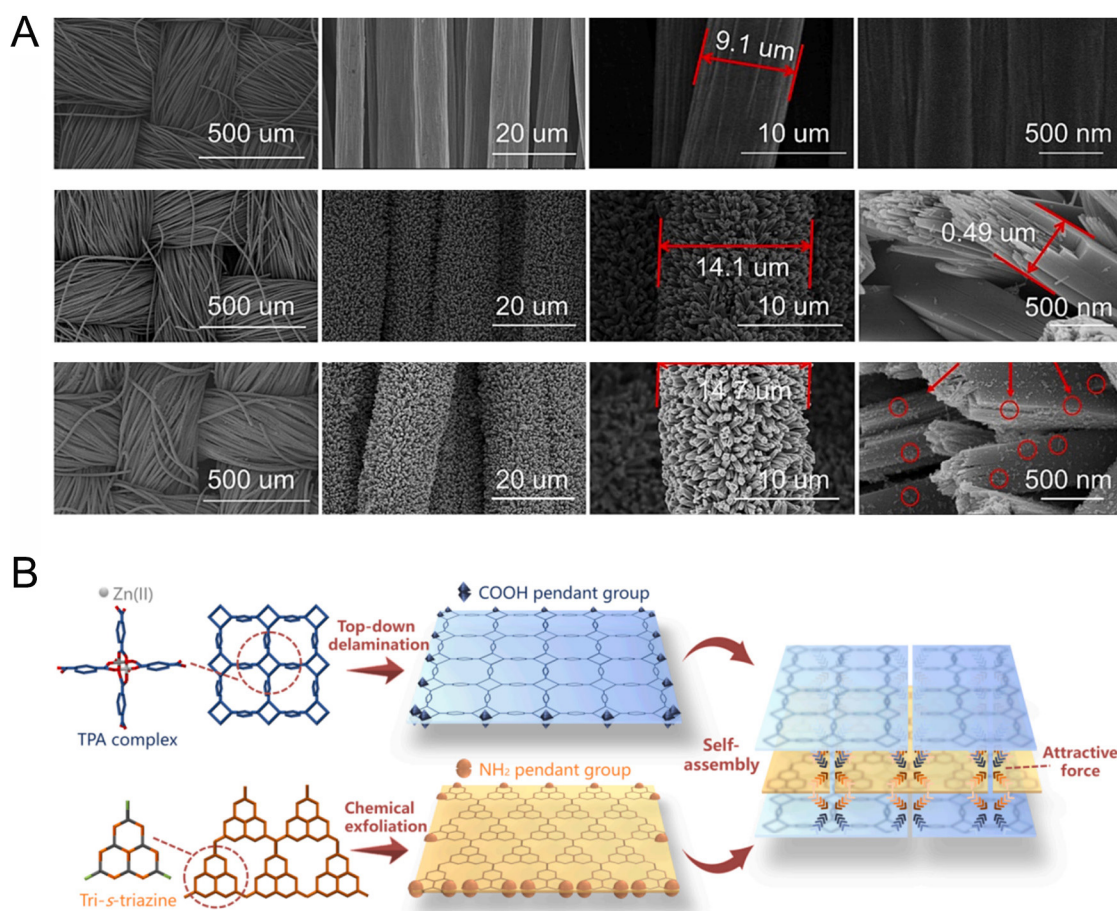 A
500 um
20 um
9.1 um
10 um
500 nm
500 um
20 um
14.1 um
10 um
0.49 um
500 nm
500 um
20 um
14.7 um
10 um
500 nm
B
Zn(II)
TPA complex
Top-down
delamination
COOH pendant group
Self-
assembly
Attractive
force
NH₂ pendant group
Chemical
exfoliation
Tri-s-triazine